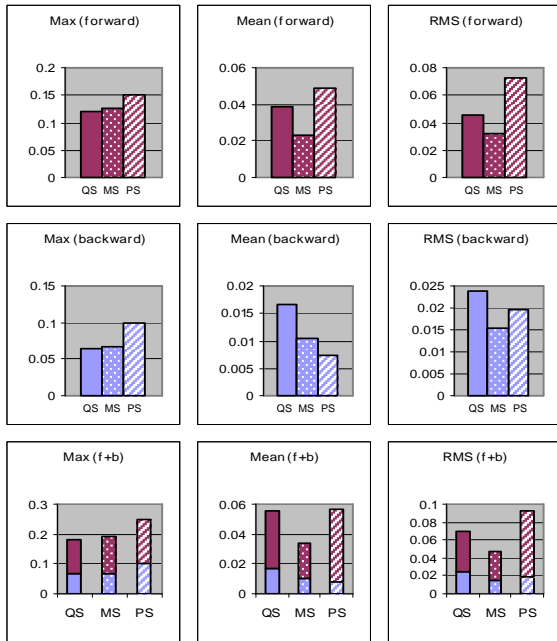 Max (forward)
0.2
0.15
0.1
0.05
0
QS MS PS
Mean (forward)
0.06
0.04
0.02
0
QS MS PS
RMS (forward)
0.08
0.06
0.04
0.02
0
QS MS PS
Max (backward)
0.15
0.1
0.05
0
QS MS PS
Mean (backward)
0.02
0.015
0.01
0.005
0
QS MS PS
RMS (backward)
0.025
0.02
0.015
0.01
0.005
0
QS MS PS
Max (f+b)
0.3
0.2
0.1
0
QS MS PS
Mean (f+b)
0.06
0.04
0.02
0
QS MS PS
RMS (f+b)
0.1
0.08
0.06
0.04
0.02
0
QS MS PS